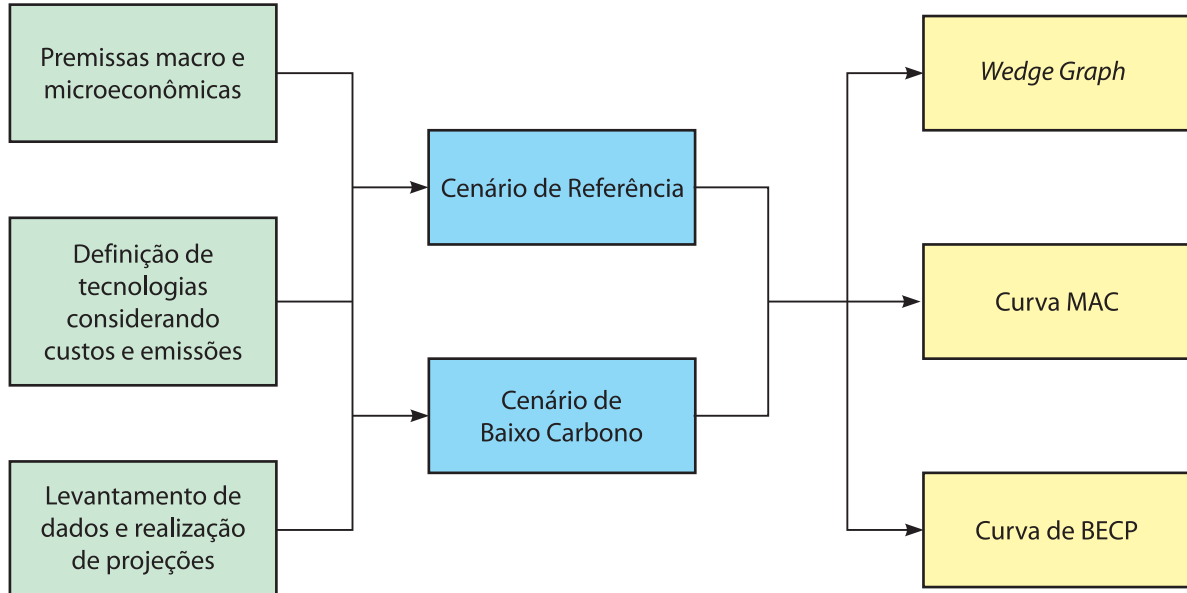 Premissas macro e
microeconômicas
Definição de
tecnologias
considerando
custos e emissões
Levantamento de
dados e realização
de projeções
Cenário de Referência
Cenário de
Baixo Carbono
Wedge Graph
Curva MAC
Curva de BECP